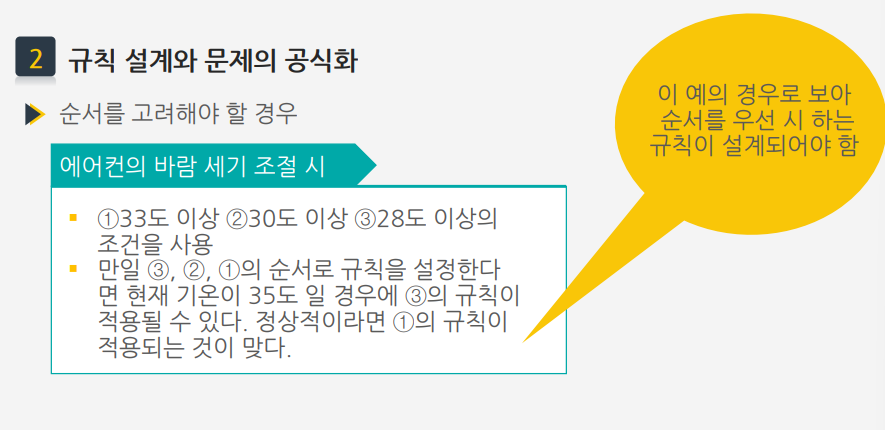 2 규칙 설계와 문제의 공식화
순서를 고려해야 할 경우
에어컨의 바람 세기 조절 시
①33도 이상 ②30도 이상 ③28도 이상의
조건을 사용
만일 ③, ②, ①의 순서로 규칙을 설정한다
면 현재 기온이 35도 일 경우에 ③의 규칙이
적용될 수 있다. 정상적이라면 ①의 규칙이
적용되는 것이 맞다.
이 예의 경우로 보아
순서를 우선 시 하는
규칙이 설계되어야 함